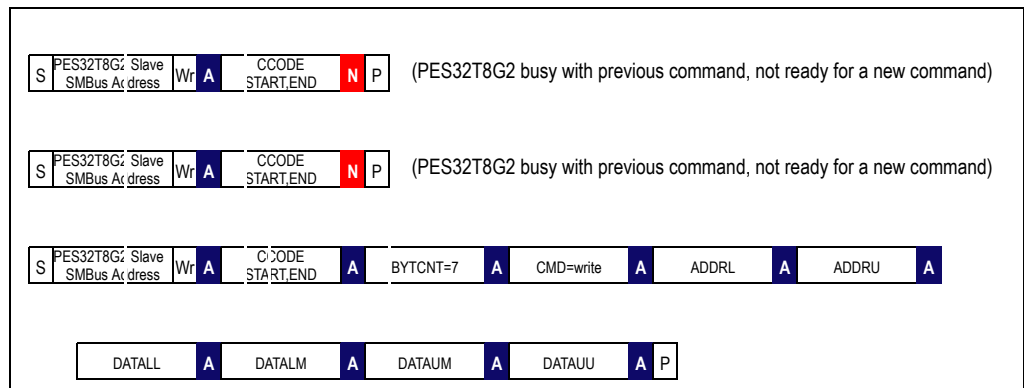 S PES32T8G2 Slave SMBus Address Wr A CCODE START,END N P (PES32T8G2 busy with previous command, not ready for a new command)
S PES32T8G2 Slave SMBus Address Wr A CCODE START,END N P (PES32T8G2 busy with previous command, not ready for a new command)
S PES32T8G2 Slave SMBus Address Wr A CCODE START,END A BYTCNT=7 A CMD=write A ADDRL A ADDRU A
DATALL A DATALM A DATAUM A DATAUU A P